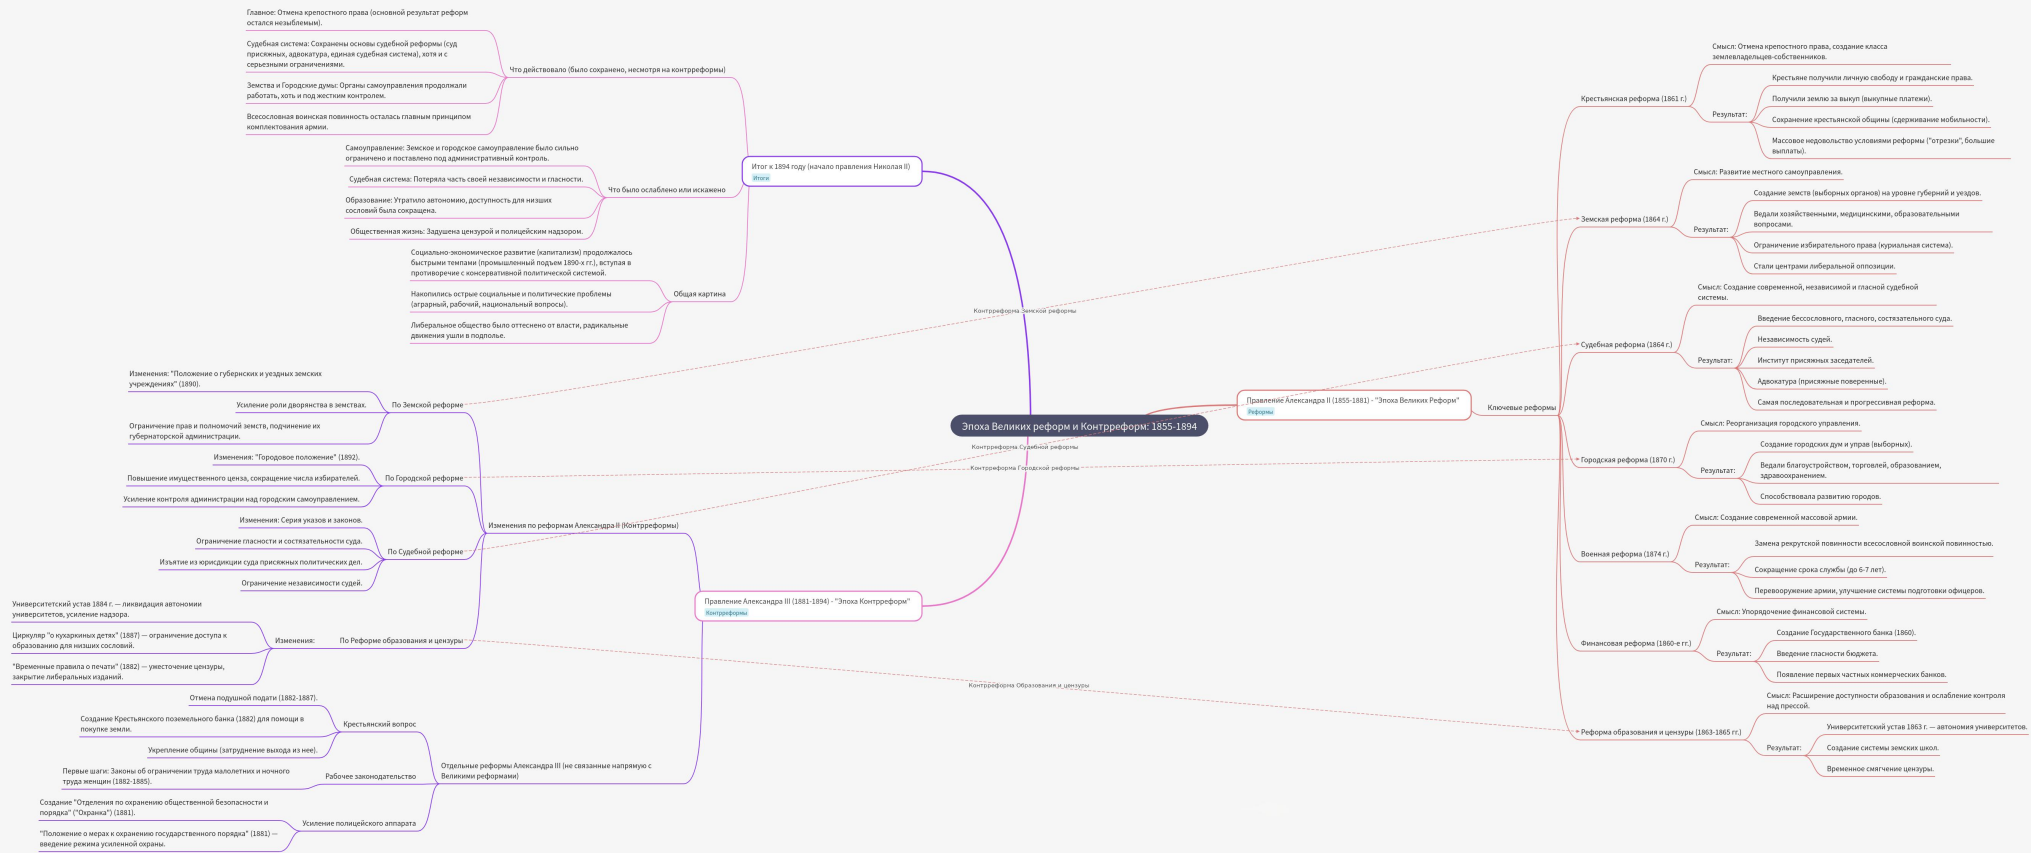 Эпоха Великих реформ и Контрреформ: 1855-1894
Правление Александра II (1855-1881) - "Эпоха Великих Реформ"
Реформы
Ключевые реформы
Крестьянская реформа (1861 г.)
Смысл: Отмена крепостного права, создание класса
землевладельцев-собственников.
Результат:
Крестьяне получили личную свободу и гражданские права.
Получили землю за выкуп (выкупные платежи).
Сохранение крестьянской общины (сдерживание мобильности).
Массовое недовольство условиями реформы ("отрезки", большие
выплаты).
Земская реформа (1864 г.)
Смысл: Развитие местного самоуправления.
Результат:
Создание земств (выборных органов) на уровне губерний и уездов.
Ведали хозяйственными, медицинскими, образовательными
вопросами.
Ограничение избирательного права (куриальная система).
Стали центрами либеральной оппозиции.
Судебная реформа (1864 г.)
Смысл: Создание современной, независимой и гласной судебной
системы.
Результат:
Введение бессословного, гласного, состязательного суда.
Независимость судей.
Институт присяжных заседателей.
Адвокатура (присяжные поверенные).
Самая последовательная и прогрессивная реформа.
Городская реформа (1870 г.)
Смысл: Реорганизация городского управления.
Результат:
Создание городских дум и управ (выборных).
Ведали благоустройством, торговлей, образованием,
здравоохранением.
Способствовала развитию городов.
Военная реформа (1874 г.)
Смысл: Создание современной массовой армии.
Результат:
Замена рекрутской повинности всесословной воинской повинностью.
Сокращение срока службы (до 6-7 лет).
Перевооружение армии, улучшение системы подготовки офицеров.
Финансовая реформа (1860-е гг.)
Смысл: Упорядочение финансовой системы.
Результат:
Создание Государственного банка (1860).
Введение гласности бюджета.
Появление первых частных коммерческих банков.
Реформа образования и цензуры (1863-1865 гг.)
Смысл: Расширение доступности образования и ослабление контроля
над прессой.
Результат:
Университетский устав 1863 г. — автономия университетов.
Создание системы земских школ.
Временное смягчение цензуры.
Итог к 1894 году (начало правления Николая II)
Итоги
Что действовало (было сохранено, несмотря на контрреформы)
Главное: Отмена крепостного права (основной результат реформ
остался незыблемым).
Судебная система: Сохранены основы судебной реформы (суд
присяжных, адвокатура, единая судебная система), хотя и с
серьезными ограничениями.
Земства и Городские думы: Органы самоуправления продолжали
работать, хоть и под жестким контролем.
Всесословная воинская повинность осталась главным принципом
комплектования армии.
Что было ослаблено или искажено
Самоуправление: Земское и городское самоуправление было сильно
ограничено и поставлено под административный контроль.
Судебная система: Потеряла часть своей независимости и гласности.
Образование: Утратило автономию, доступность для низших
сословий была сокращена.
Общественная жизнь: Задушена цензурой и полицейским надзором.
Общая картина
Социально-экономическое развитие (капитализм) продолжалось
быстрыми темпами (промышленный подъем 1890-х гг.), вступая в
противоречие с консервативной политической системой.
Накопились острые социальные и политические проблемы
(аграрный, рабочий, национальный вопросы).
Либеральное общество было оттеснено от власти, радикальные
движения ушли в подполье.
Правление Александра III (1881-1894) - "Эпоха Контрреформ"
Контрреформы
Изменения по реформам Александра II (Контрреформы)
По Земской реформе
Изменения: "Положение о губернских и уездных земских
учреждениях" (1890).
Усиление роли дворянства в земствах.
Ограничение прав и полномочий земств, подчинение их
губернаторской администрации.
По Городской реформе
Изменения: "Городовое положение" (1892).
Повышение имущественного ценза, сокращение числа избирателей.
Усиление контроля администрации над городским самоуправлением.
По Судебной реформе
Изменения: Серия указов и законов.
Ограничение гласности и состязательности суда.
Изъятие из юрисдикции суда присяжных политических дел.
Ограничение независимости судей.
По Реформе образования и цензуры
Изменения:
Университетский устав 1884 г. — ликвидация автономии
университетов, усиление надзора.
Циркуляр "о кухаркиных детях" (1887) — ограничение доступа к
образованию для низших сословий.
"Временные правила о печати" (1882) — ужесточение цензуры,
закрытие либеральных изданий.
Отдельные реформы Александра III (не связанные напрямую с
Великими реформами)
Крестьянский вопрос
Отмена подушной подати (1882-1887).
Создание Крестьянского поземельного банка (1882) для помощи в
покупке земли.
Укрепление общины (затруднение выхода из нее).
Рабочее законодательство
Первые шаги: Законы об ограничении труда малолетних и ночного
труда женщин (1882-1885).
Усиление полицейского аппарата
Создание "Отделения по охранению общественной безопасности и
порядка" ("Охранка") (1881).
"Положение о мерах к охранению государственного порядка" (1881) —
введение режима усиленной охраны.
Контрреформа Земской реформы
Контрреформа Судебной реформы
Контрреформа Городской реформы
Контрреформа Образования и цензуры